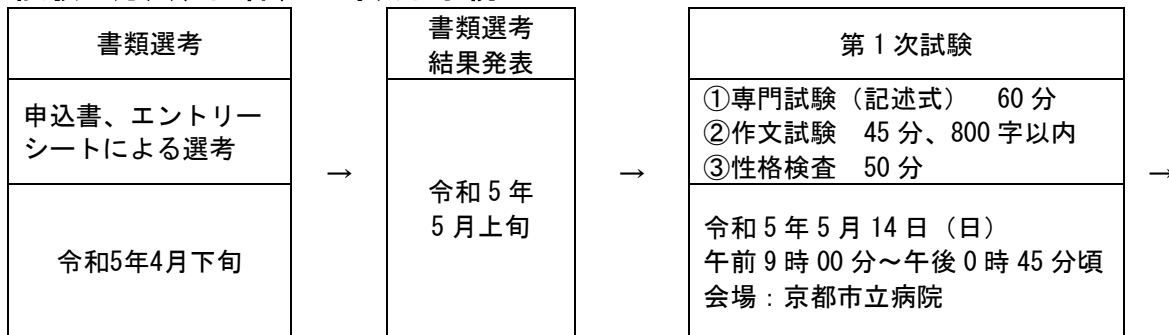 書類選考
申込書、エントリー
シートによる選考
令和5年4月下旬
→
書類選考
結果発表
令和5年
5月上旬
→
第1次試験
①専門試験（記述式） 60分
②作文試験 45分、800字以内
③性格検査 50分
令和5年5月14日（日）
午前9時00分～午後0時45分頃
会場：京都市立病院
→